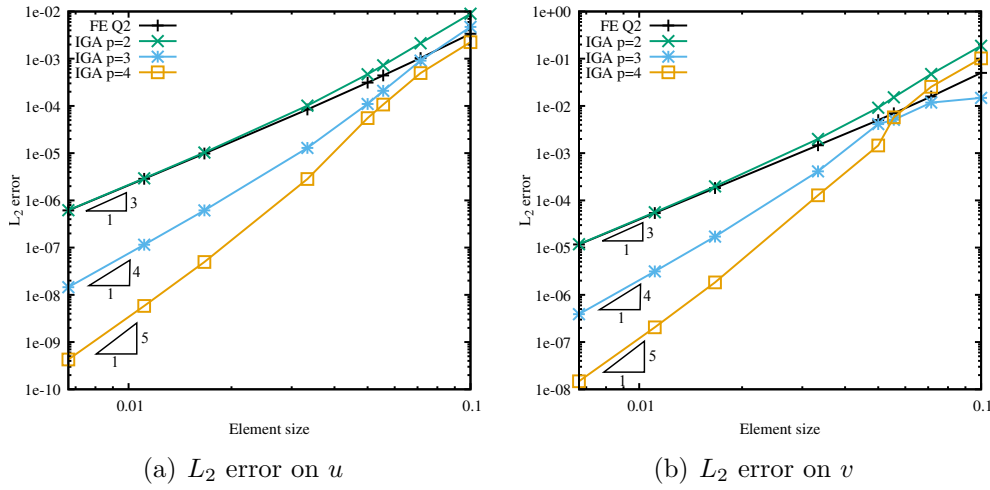 FE Q2
IGA p=2
IGA p=3
IGA p=4
1e-02
1e-03
1e-04
1e-05
1e-06
1e-07
1e-08
1e-09
1e-10
L2 error
3
1
4
1
5
1
0.01
0.1
Element size
(a) L2 error on u
FE Q2
IGA p=2
IGA p=3
IGA p=4
1e+00
1e-01
1e-02
1e-03
1e-04
1e-05
1e-06
1e-07
1e-08
L2 error
3
1
4
1
5
1
0.01
0.1
Element size
(b) L2 error on v